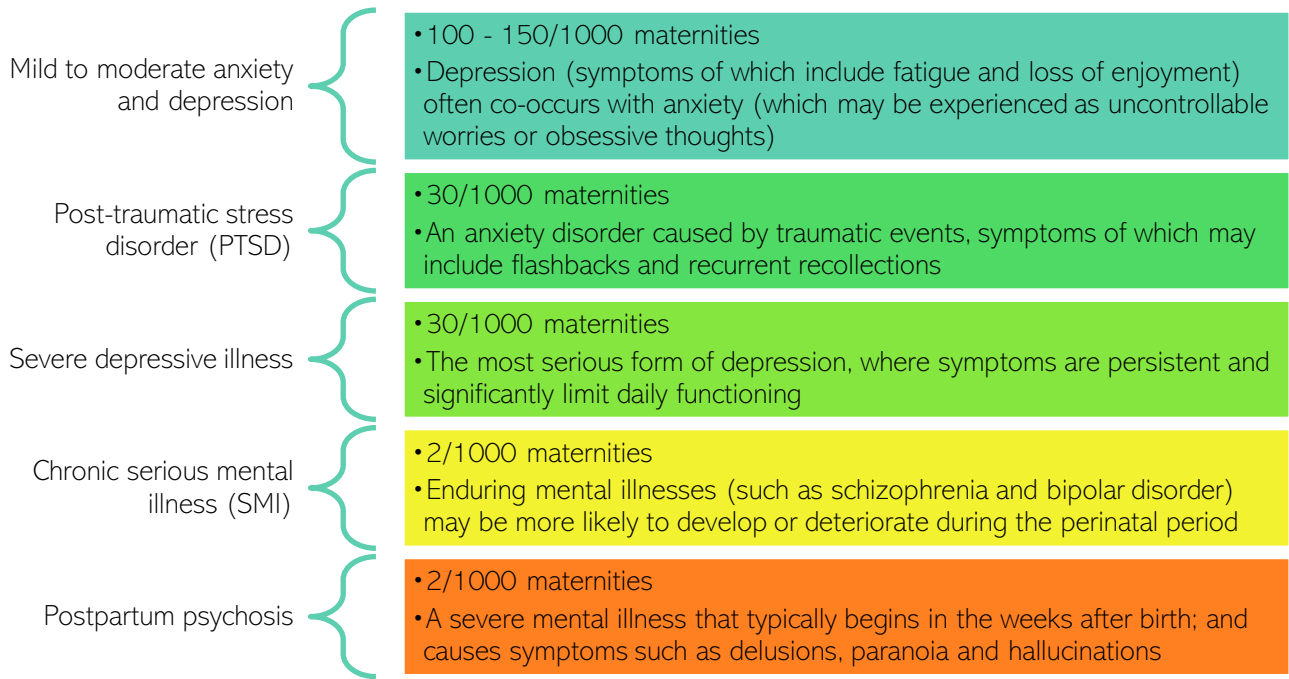 Mild to moderate anxiety
and depression
•100 - 150/1000 maternities
•Depression (symptoms of which include fatigue and loss of enjoyment)
often co-occurs with anxiety (which may be experienced as uncontrollable
worries or obsessive thoughts)
Post-traumatic stress
disorder (PTSD)
•30/1000 maternities
•An anxiety disorder caused by traumatic events, symptoms of which may
include flashbacks and recurrent recollections
Severe depressive illness
•30/1000 maternities
•The most serious form of depression, where symptoms are persistent and
significantly limit daily functioning
Chronic serious mental
illness (SMI)
•2/1000 maternities
•Enduring mental illnesses (such as schizophrenia and bipolar disorder)
may be more likely to develop or deteriorate during the perinatal period
Postpartum psychosis
•2/1000 maternities
•A severe mental illness that typically begins in the weeks after birth; and
causes symptoms such as delusions, paranoia and hallucinations